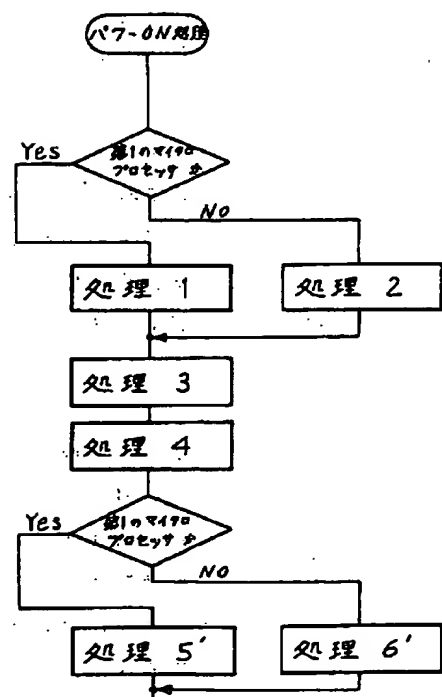 パワーON処理
第1のマイクロ
プロセッサか
Yes
NO
処理 1
処理 2
処理 3
処理 4
第1のマイクロ
プロセッサか
Yes
NO
処理 5′
処理 6′